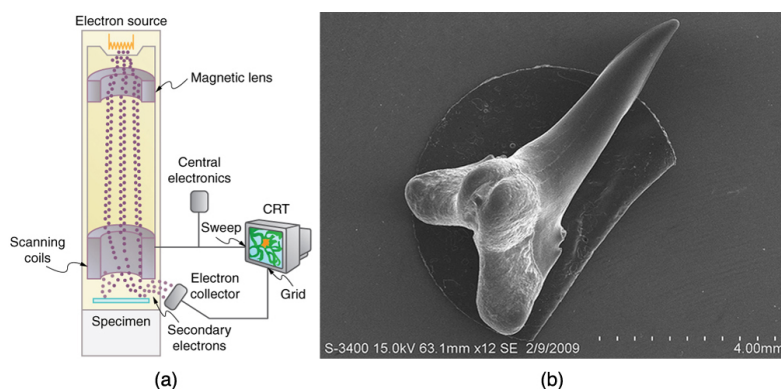 Electron source
Magnetic lens
Central
electronics
CRT
Sweep
Scanning
coils
Electron
collector
Grid
Specimen
Secondary
electrons
(a)
S-3400 15.0kV 63.1mm x12 SE 2/9/2009
4.00mm
(b)